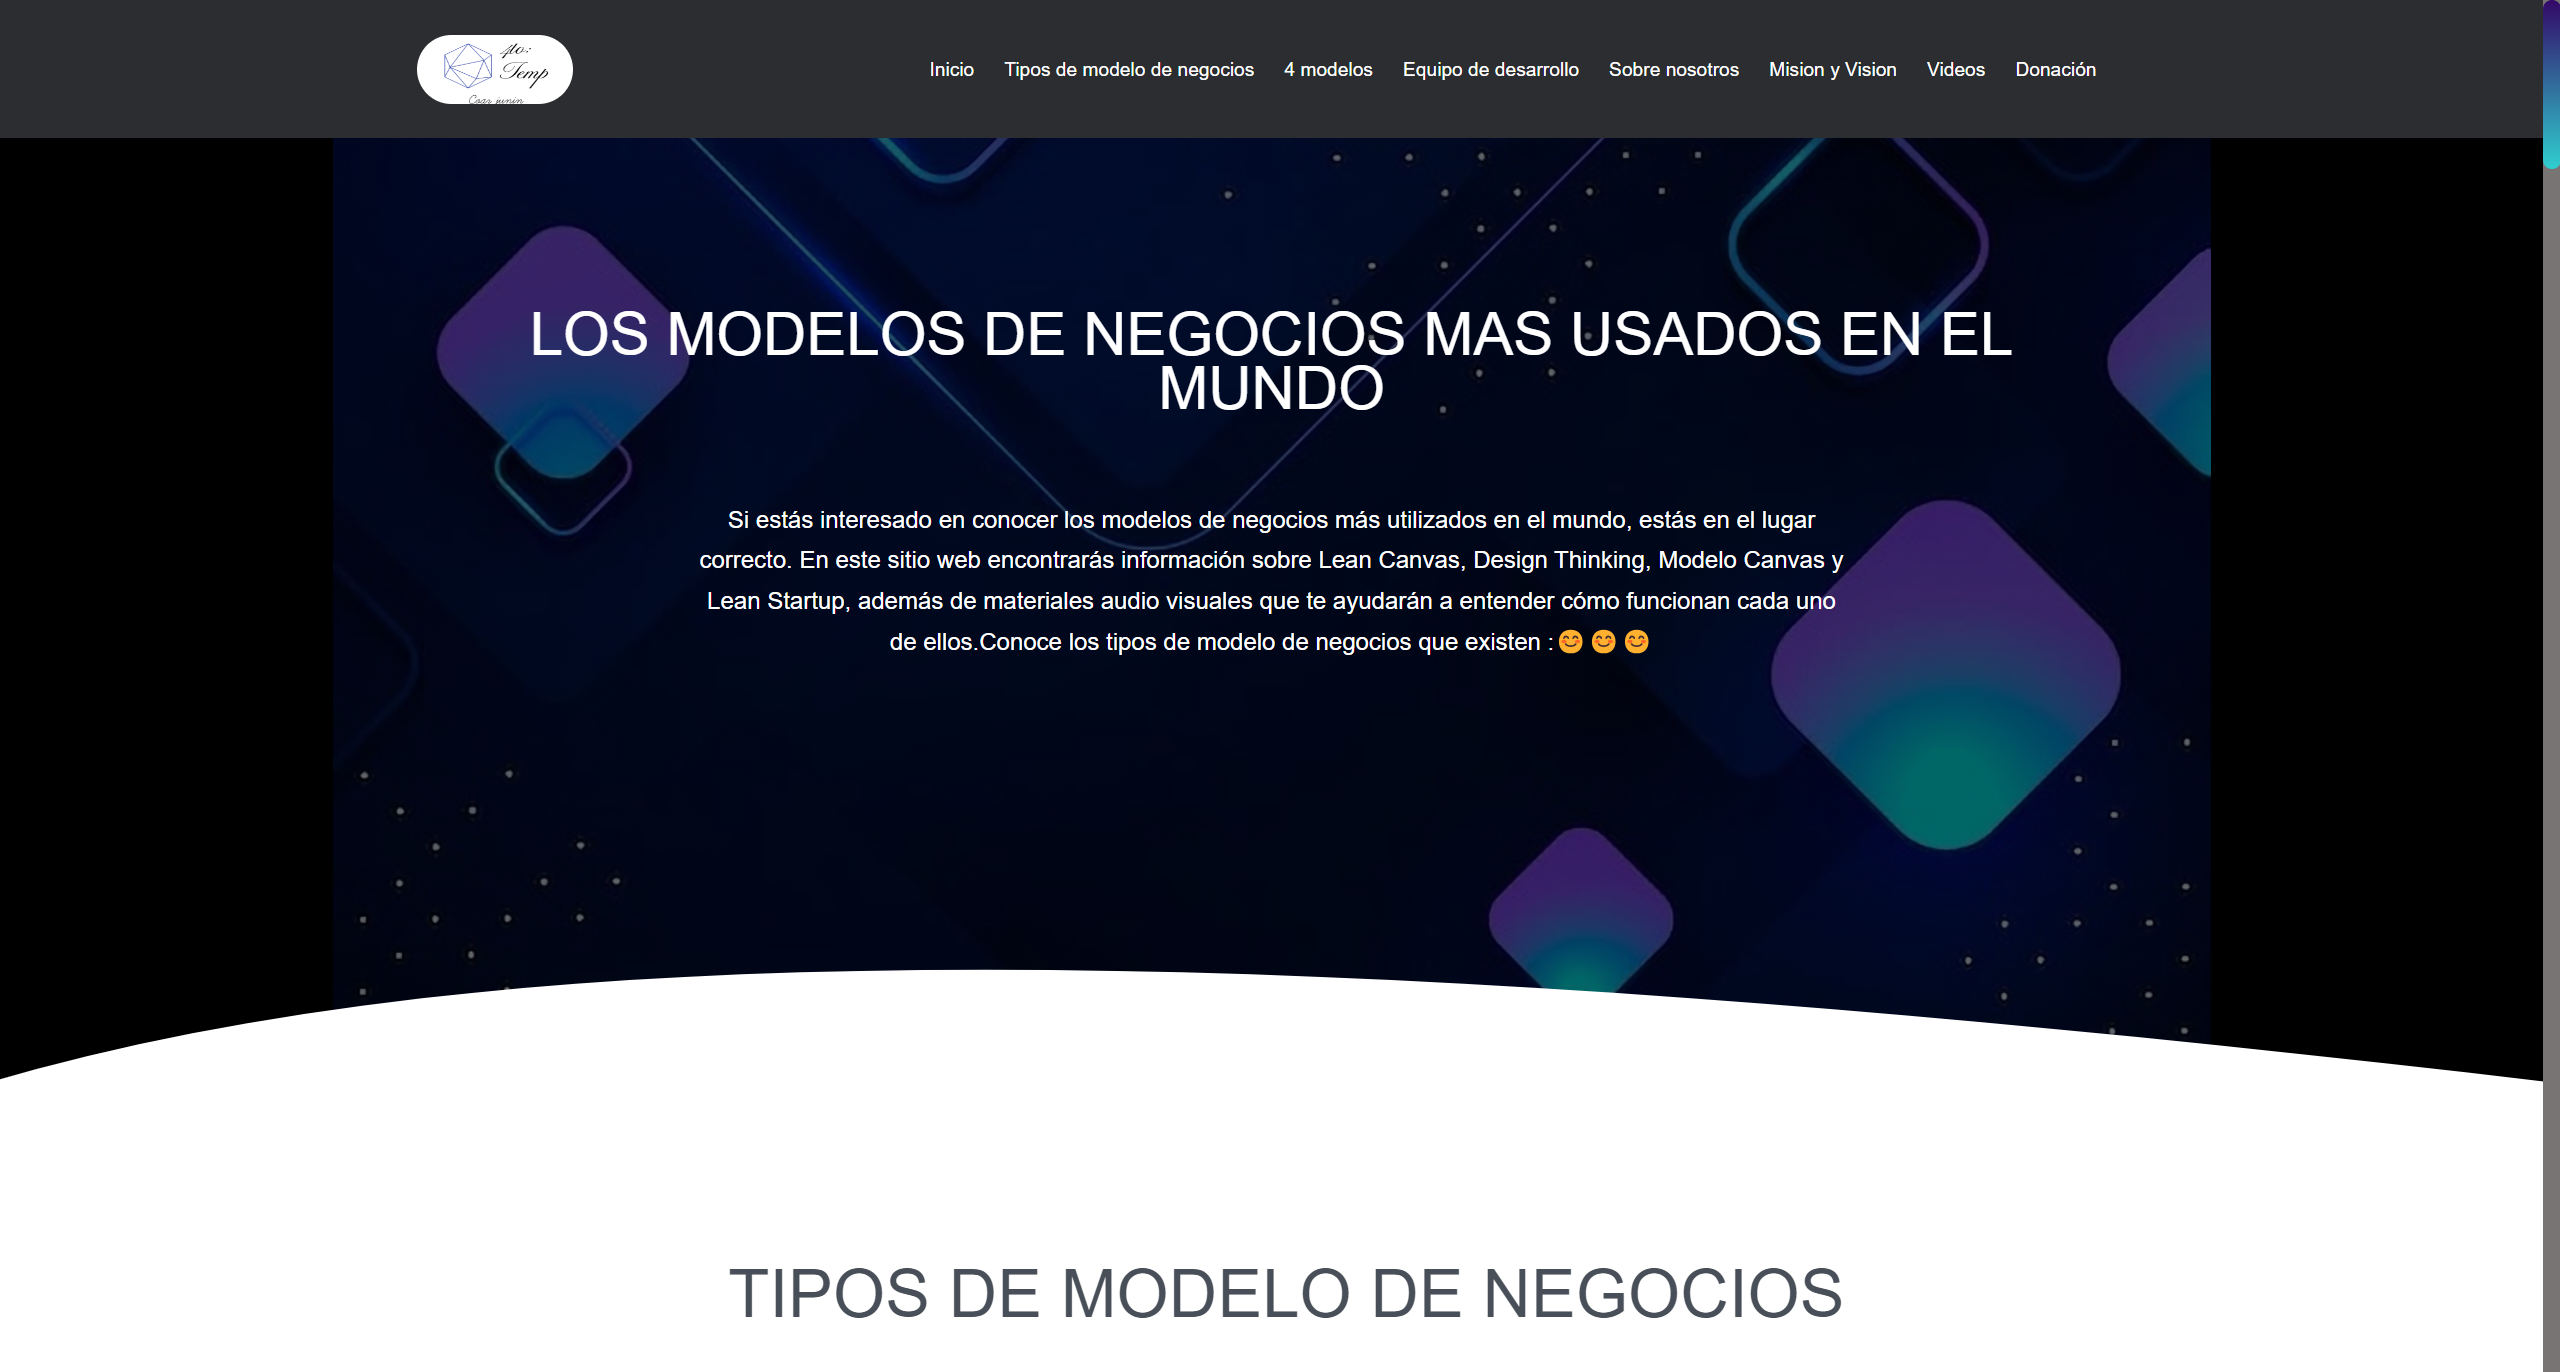 4to:
Temp
Coar junin
Inicio
Tipos de modelo de negocios
4 modelos
Equipo de desarrollo
Sobre nosotros
Mision y Vision
Videos
Donación
LOS MODELOS DE NEGOCIOS MAS USADOS EN EL
MUNDO
Si estás interesado en conocer los modelos de negocios más utilizados en el mundo, estás en el lugar
correcto. En este sitio web encontrarás información sobre Lean Canvas, Design Thinking, Modelo Canvas y
Lean Startup, además de materiales audio visuales que te ayudarán a entender cómo funcionan cada uno
de ellos.Conoce los tipos de modelo de negocios que existen : 😊 😊 😊
TIPOS DE MODELO DE NEGOCIOS